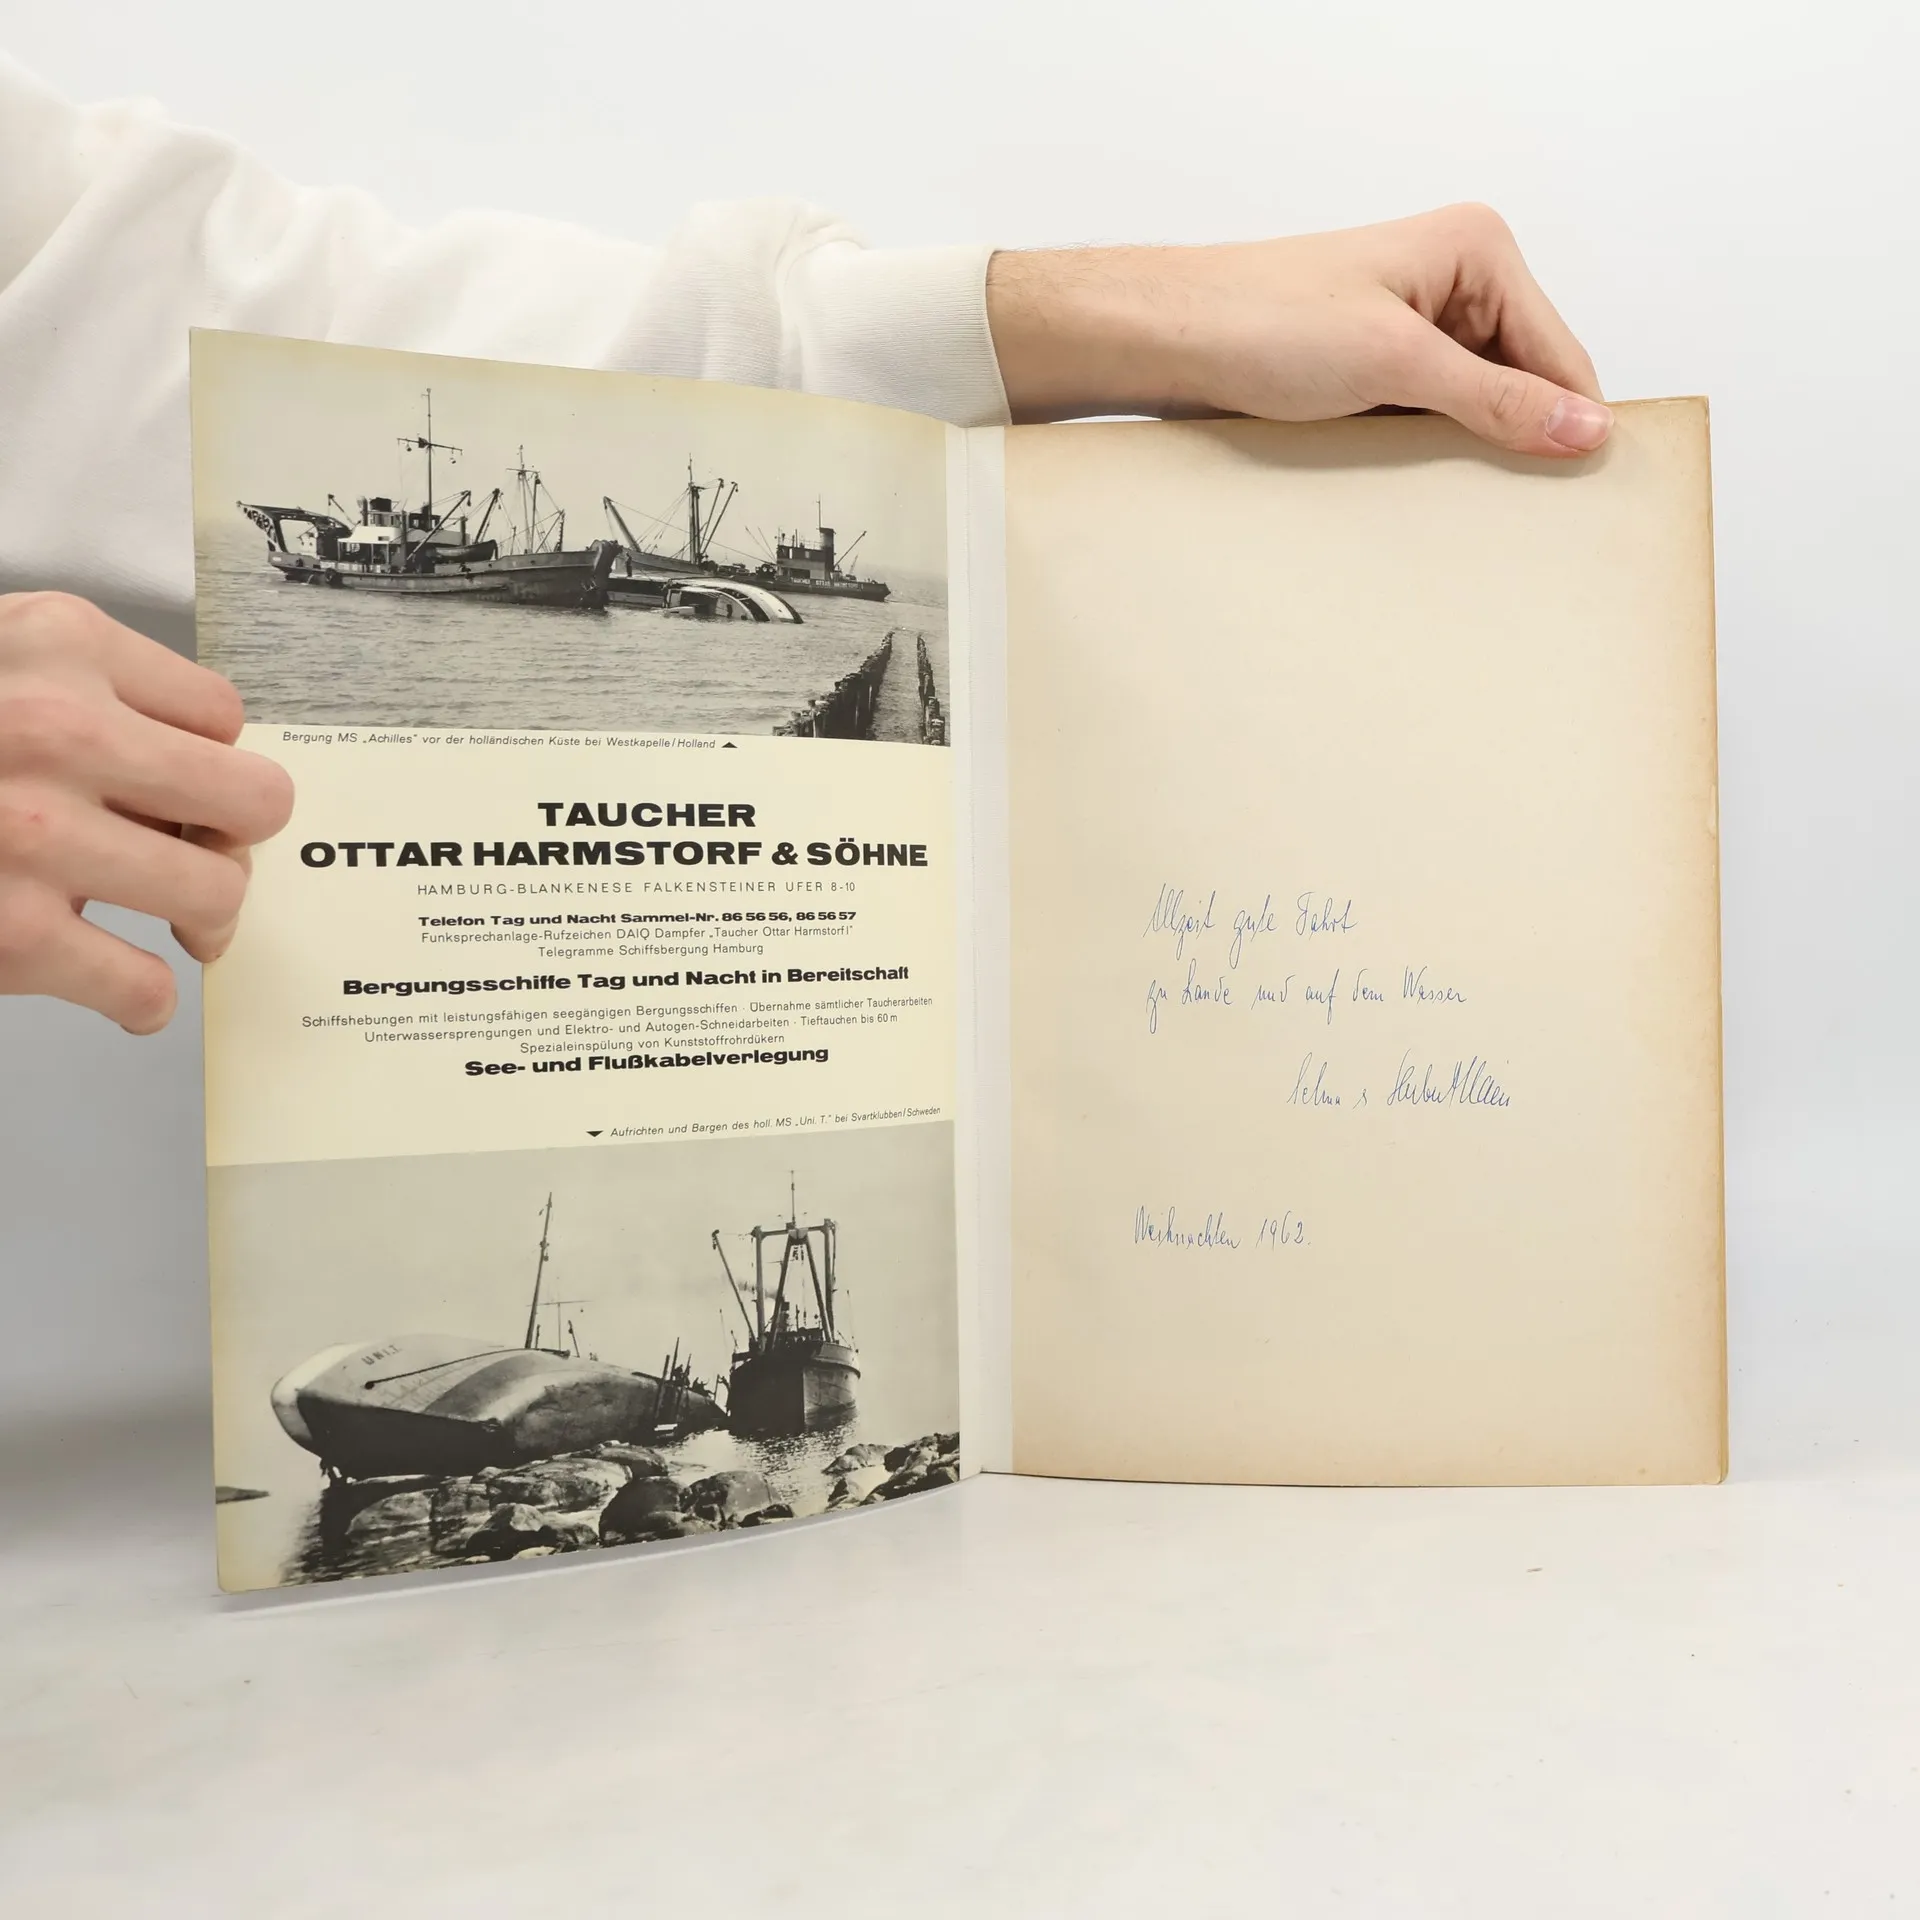 Bergung MS „Achilles" vor der holländischen Küste bei Westkapelle/Holland
TAUCHER
OTTAR HARMSTORF & SÖHNE
HAMBURG-BLANKENESE FALKENSTEINER UFER 8-10
Telefon Tag und Nacht Sammel-Nr. 86 56 56, 86 56 57
Funksprechanlage-Rufzeichen DAIQ Dampfer „Taucher Ottar Harmstorf I"
Telegramme Schiffsbergung Hamburg
Bergungsschiffe Tag und Nacht in Bereitschaft
Schiffshebungen mit leistungsfähigen seegängigen Bergungsschiffen · Übernahme sämtlicher Taucherarbeiten
Unterwassersprengungen und Elektro- und Autogen-Schneidarbeiten · Tieftauchen bis 60 m
Spezialeinspülung von Kunststoffrohrdükern
See- und Flußkabelverlegung
Aufrichten und Bargen des holl. MS „Uni. T." bei Svartklubben/Schweden
UNI.T.
Allzeit gute Fahrt
zu Lande und auf dem Wasser
Selma &
Weihnachten 1962.